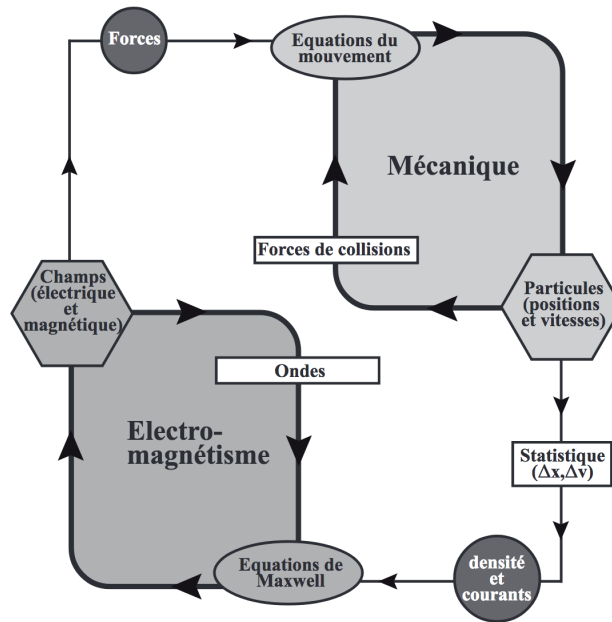 Forces
Equations du
mouvement
Mécanique
Forces de collisions
Champs
(électrique
et
magnétique)
Particules
(positions
et vitesses)
Ondes
Electro-
magnétisme
Statistique
(Δx,Δv)
Equations de
Maxwell
densité
et
courants